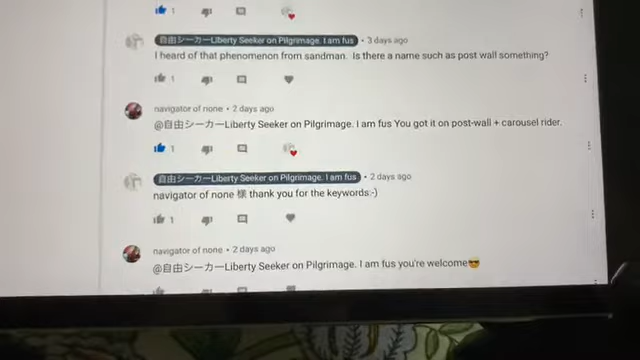 1
自由シーカーLiberty Seeker on Pilgrimage. I am fus • 3 days ago
I heard of that phenomenon from sandman. Is there a name such as post wall something?
1
navigator of none • 2 days ago
@自由シーカーLiberty Seeker on Pilgrimage. I am fus You got it on post-wall + carousel rider.
1
自由シーカーLiberty Seeker on Pilgrimage. I am fus • 2 days ago
navigator of none 様 thank you for the keywords:-)
1
navigator of none • 2 days ago
@自由シーカーLiberty Seeker on Pilgrimage. I am fus you're welcome😎